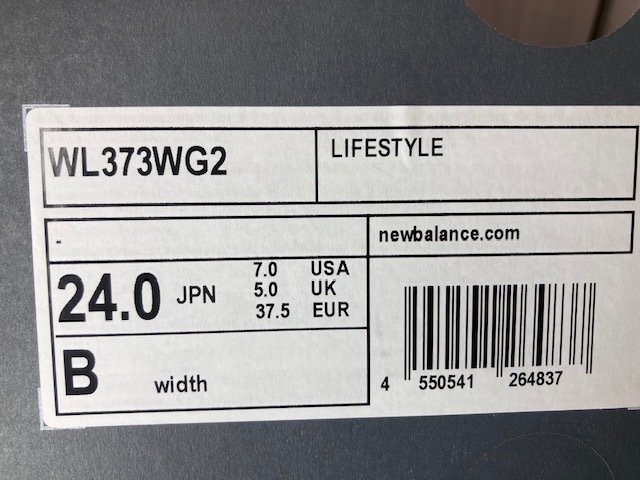 WL373WG2
LIFESTYLE
newbalance.com
24.0 JPN
7.0 USA
5.0 UK
37.5 EUR
B width
4 550541 264837